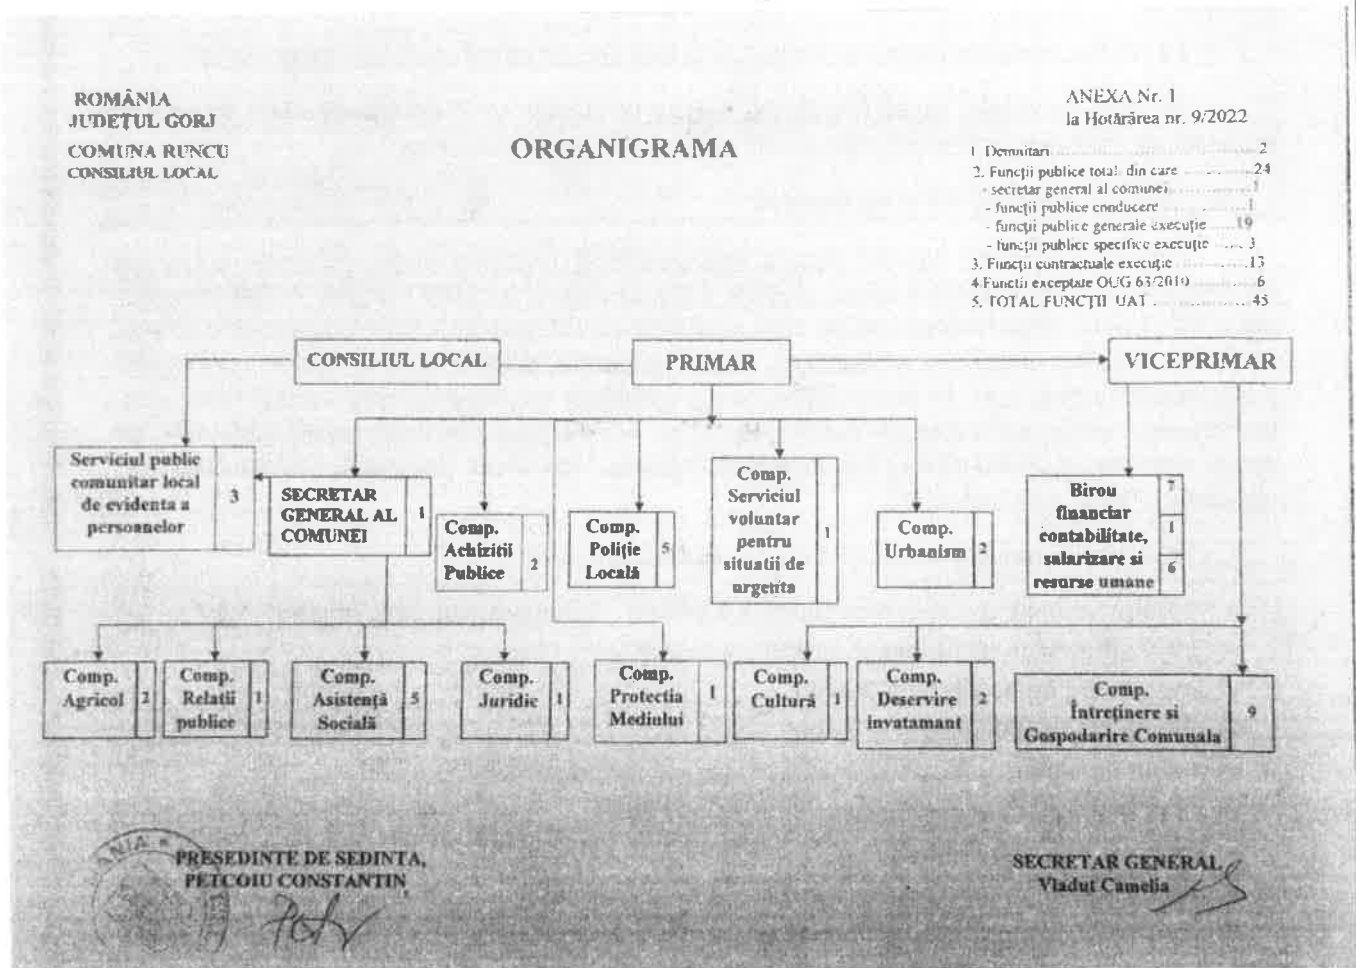 ROMÂNIA
JUDEȚUL GORJ
COMUNA RUNCU
CONSILIUL LOCAL
ORGANIGRAMA
ANEXA Nr. 1
la Hotărârea nr. 9/2022
1. Demnitari 2
2. Funcții publice total din care 24
- secretar general al comunei 1
- funcții publice conducere 1
- funcții publice generale execuție 19
- funcții publice specifice execuție 3
3. Funcții contractuale execuție 13
4.Functii exceptate OUG 63/2010 6
5. TOTAL FUNCȚII UAT 45
CONSILIUL LOCAL
PRIMAR
VICEPRIMAR
Serviciul public
comunitar local
de evidenta a
persoanelor
3
SECRETAR
GENERAL AL
COMUNEI
1
Comp.
Achizitii
Publice
2
Comp.
Poliție
Locală
5
Comp.
Serviciul
voluntar
pentru
situatii de
urgenta
1
Comp.
Urbanism
2
Birou
financiar
contabilitate,
salarizare si
resurse umane
7
1
6
Comp.
Agricol
2
Comp.
Relatii
publice
1
Comp.
Asistență
Socială
5
Comp.
Juridic
1
Comp.
Protectia
Mediului
1
Comp.
Cultură
1
Comp.
Deservire
invatamant
2
Comp.
Întreținere si
Gospodarire Comunala
9
PRESEDINTE DE SEDINTA,
PETCOIU CONSTANTIN
SECRETAR GENERAL
Vladut Camelia